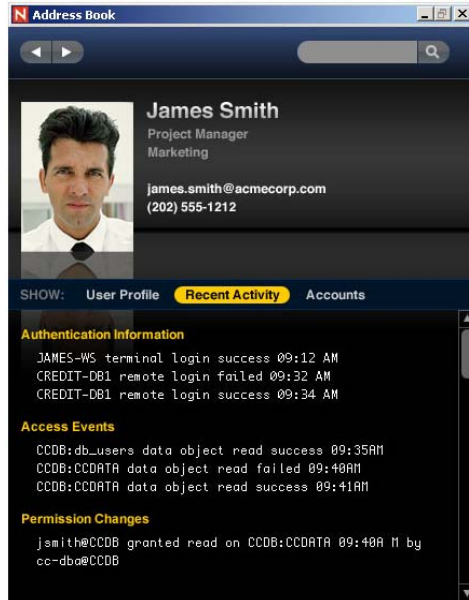 N Address Book
James Smith
Project Manager
Marketing
james.smith@acmecorp.com
(202) 555-1212
SHOW: User Profile Recent Activity Accounts
Authentication Information
JAMES-WS terminal login success 09:12 AM
CREDIT-DB1 remote login failed 09:32 AM
CREDIT-DB1 remote login success 09:34 AM
Access Events
CCDB:db_users data object read success 09:35AM
CCDB:CCDATA data object read failed 09:40AM
CCDB:CCDATA data object read success 09:41AM
Permission Changes
jsmith@CCDB granted read on CCDB:CCDATA 09:40A M by
cc-dba@CCDB